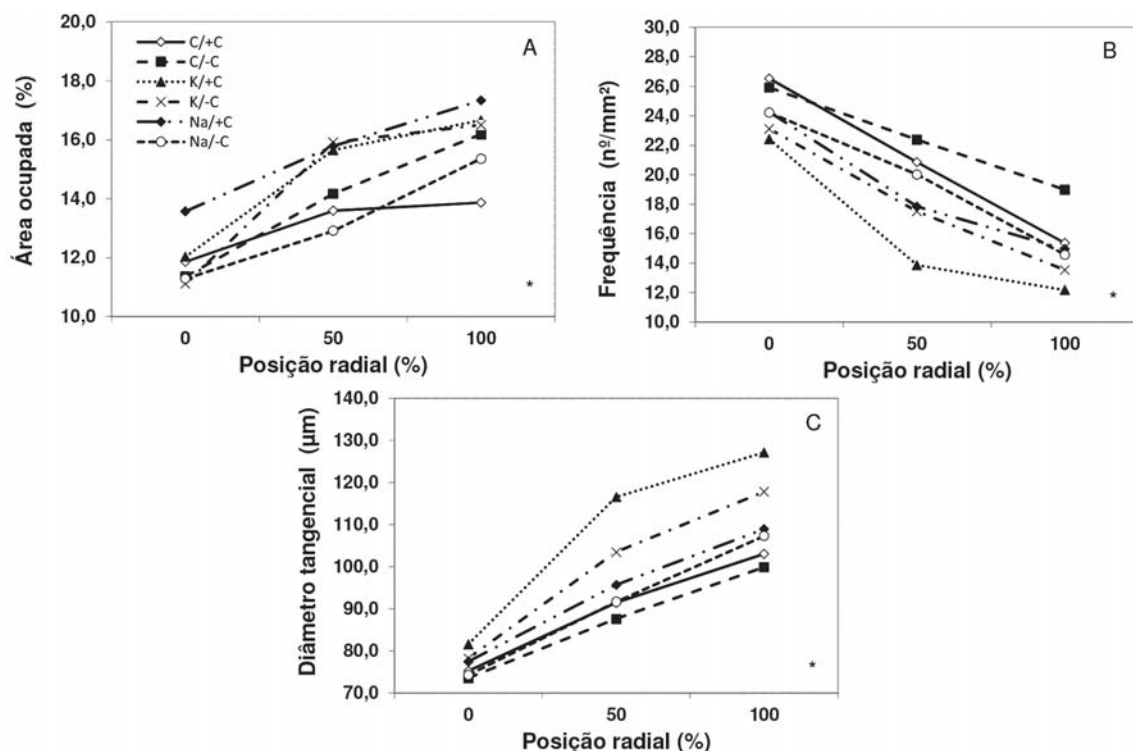 A
20,0
18,0
16,0
14,0
12,0
10,0
Área ocupada (%)
C/+C
C/-C
K/+C
K/-C
Na/+C
Na/-C
*
0 50 100
Posição radial (%)
B
30,0
28,0
26,0
24,0
22,0
20,0
18,0
16,0
14,0
12,0
10,0
Frequência (nº/mm²)
*
0 50 100
Posição radial (%)
C
140,0
130,0
120,0
110,0
100,0
90,0
80,0
70,0
Diâmetro tangencial (µm)
*
0 50 100
Posição radial (%)